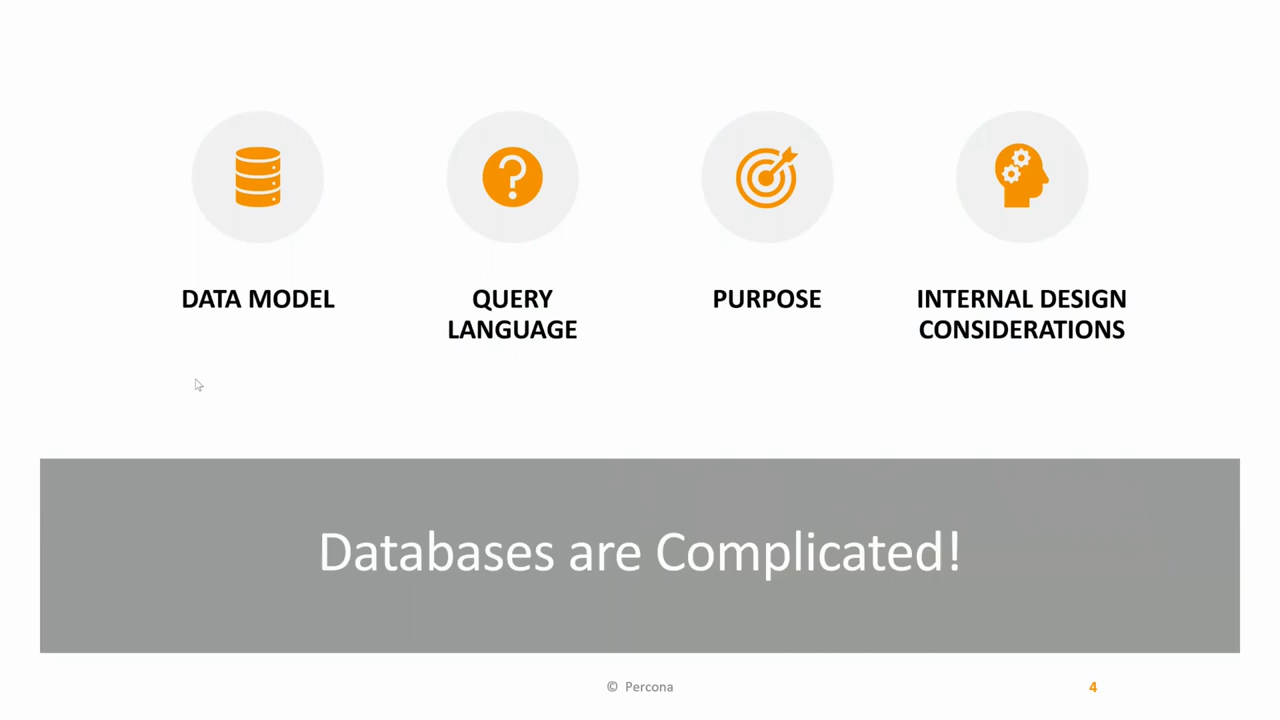 DATA MODEL
QUERY
LANGUAGE
PURPOSE
INTERNAL DESIGN
CONSIDERATIONS
Databases are Complicated!
© Percona
4